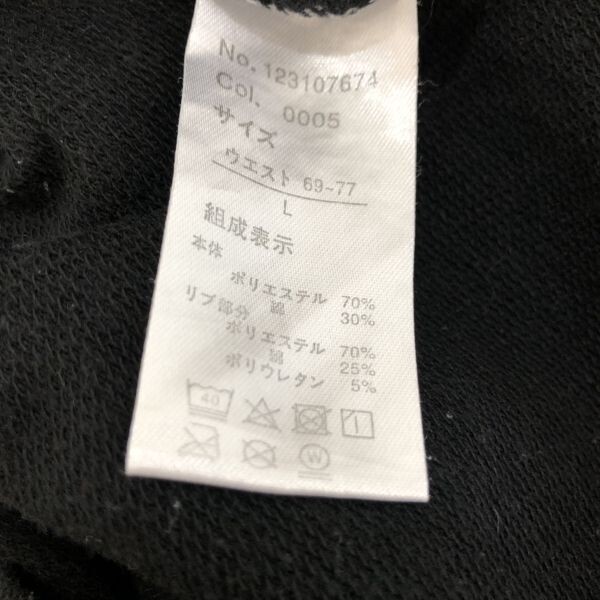 No. 123107674
Col. 0005
サイズ
ウエスト 69~77
L
組成表示
本体
ポリエステル 70%
綿 30%
リブ部分
ポリエステル 70%
綿 25%
ポリウレタン 5%
40
W